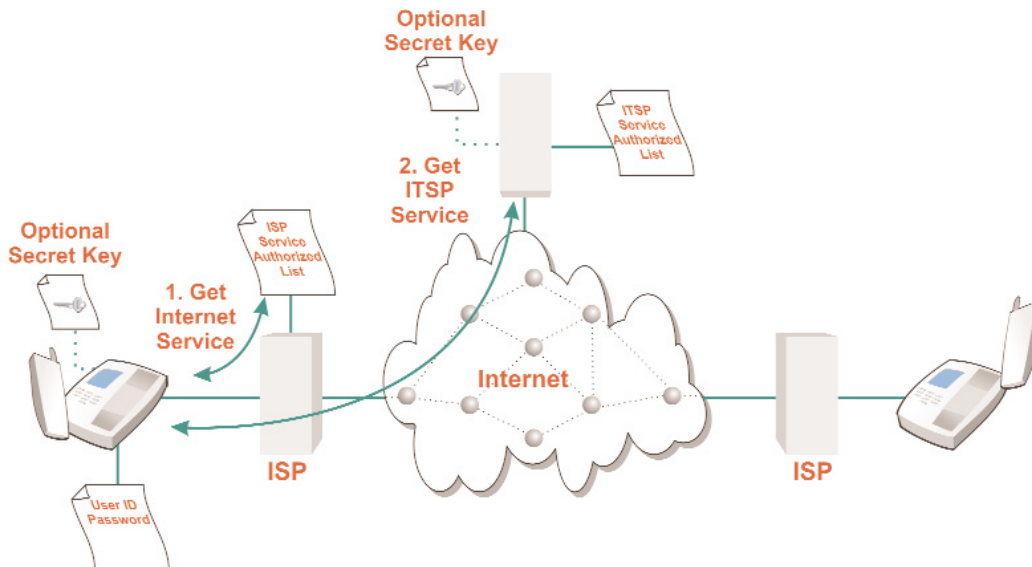 Optional
Secret Key
ITSP
Service
Authorized
List
2. Get
ITSP
Service
Optional
Secret Key
ISP
Service
Authorized
List
1. Get
Internet
Service
Internet
ISP
ISP
User ID
Password